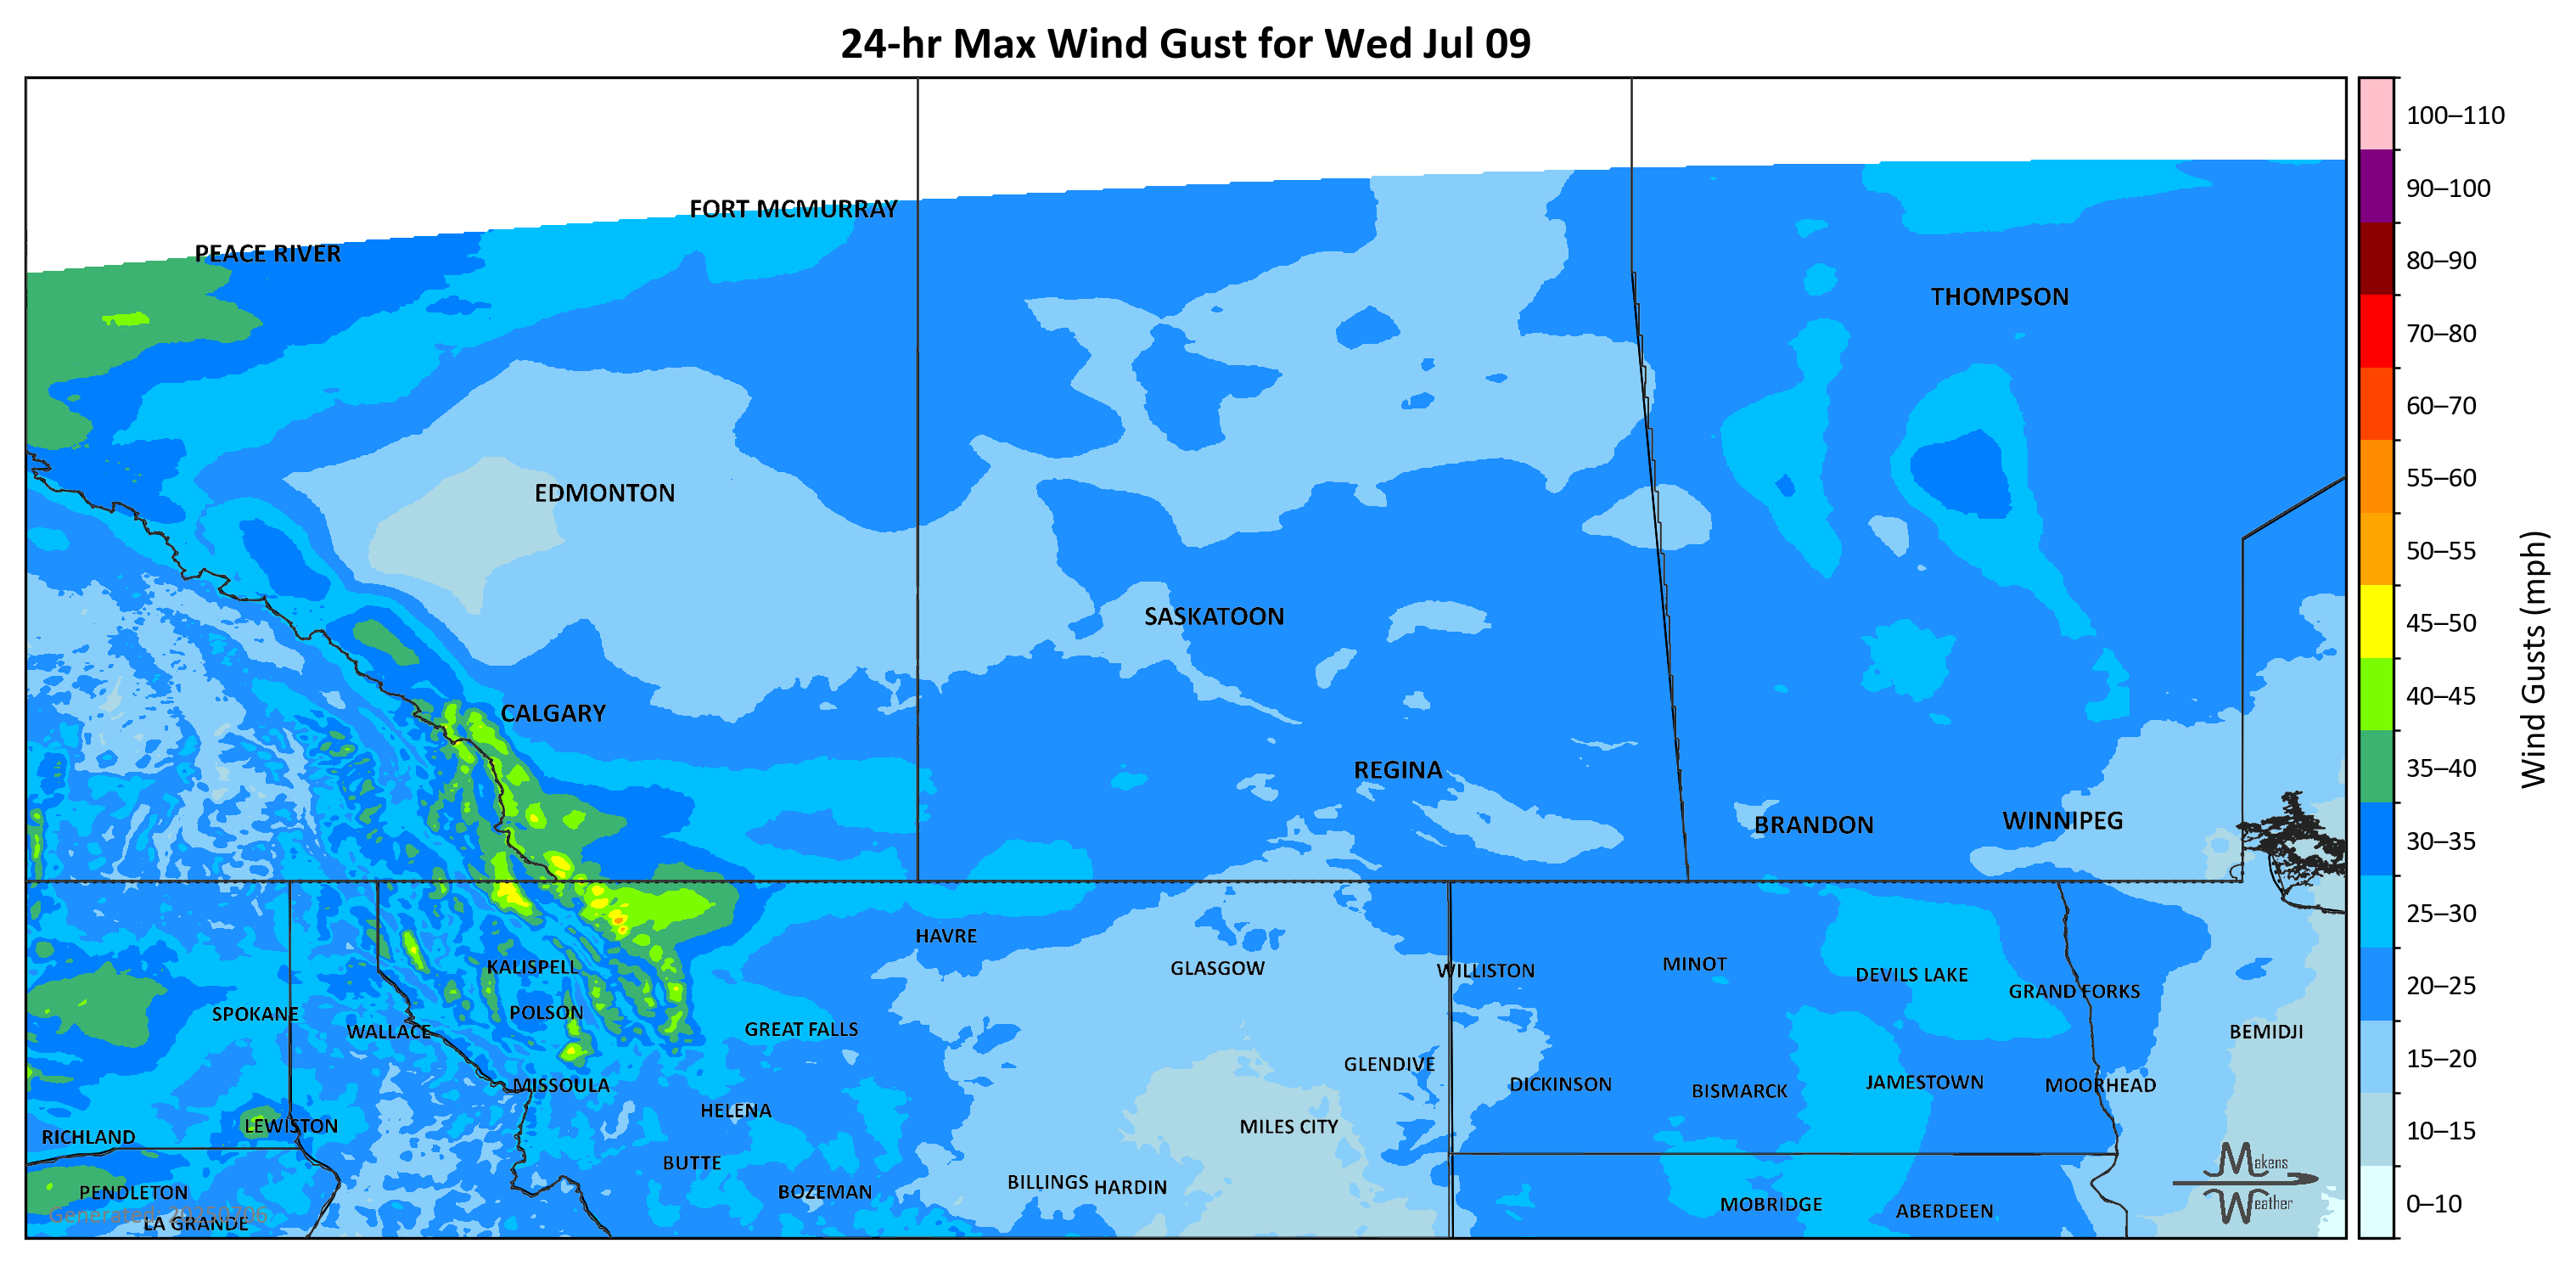 24-hr Max Wind Gust for Wed Jul 09
100–110
90–100
80–90
70–80
60–70
55–60
50–55
45–50
40–45
35–40
30–35
25–30
20–25
15–20
10–15
0–10
Wind Gusts (mph)
FORT MCMURRAY
PEACE RIVER
THOMPSON
EDMONTON
SASKATOON
CALGARY
REGINA
BRANDON
WINNIPEG
HAVRE
KALISPELL
GLASGOW
WILLISTON
MINOT
DEVILS LAKE
GRAND FORKS
SPOKANE
POLSON
WALLACE
GREAT FALLS
BEMIDJI
GLENDIVE
MISSOULA
DICKINSON
BISMARCK
JAMESTOWN
MOORHEAD
HELENA
LEWISTON
MILES CITY
RICHLAND
BUTTE
BILLINGS
HARDIN
PENDLETON
BOZEMAN
MOBRIDGE
ABERDEEN
LA GRANDE
Generated: 20250706
Makens
Weather